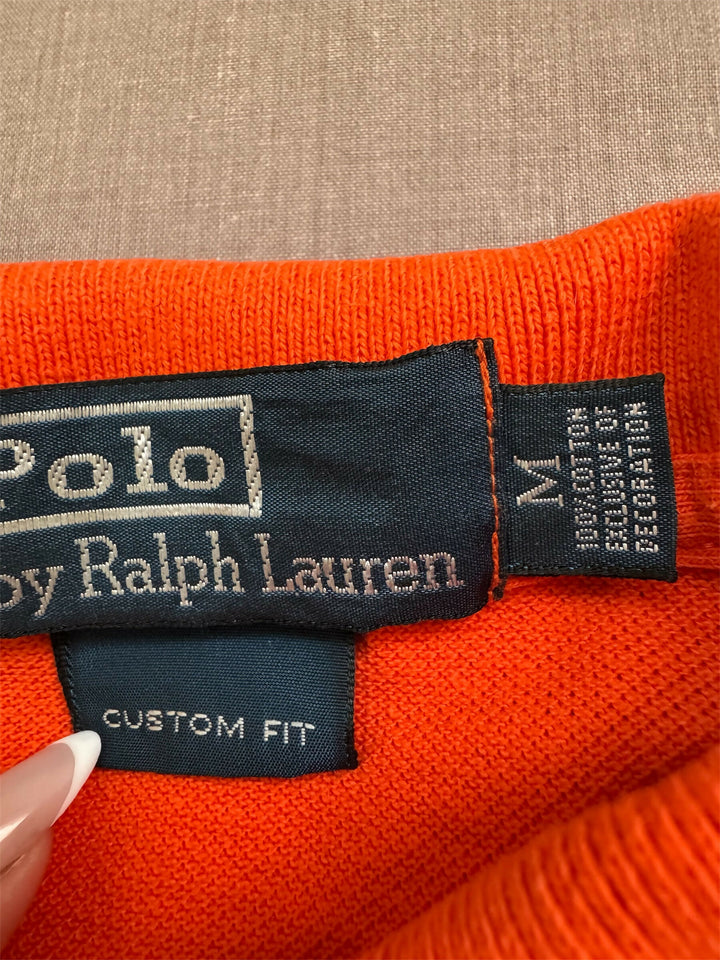 Polo
by Ralph Lauren
M
100% COTTON
EXCLUSIVE OF
DECORATION
CUSTOM FIT